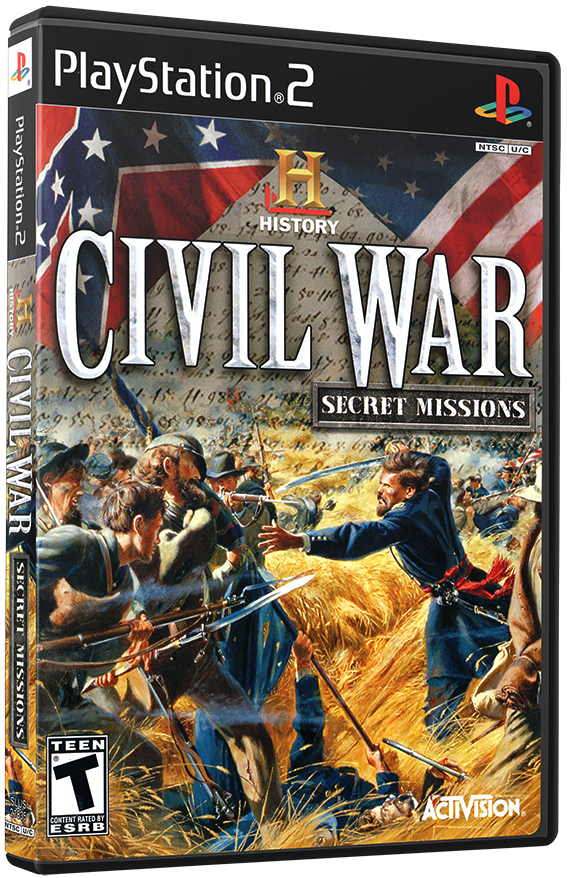 PlayStation®2
NTSC U/C
H
HISTORY
CIVIL WAR
SECRET MISSIONS
TEEN
T
CONTENT RATED BY
ESRB
ACTIVISION®
PlayStation®2
H
HISTORY
CIVIL WAR
SECRET MISSIONS
NTSC U/C